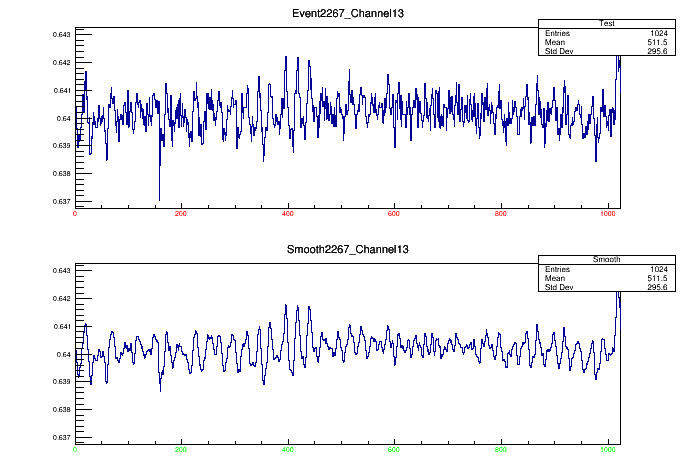 Event2267_Channel13
Test
Entries 1024
Mean 511.5
Std Dev 295.6
0.643
0.642
0.641
0.64
0.639
0.638
0.637
0 200 400 600 800 1000
Smooth2267_Channel13
Smooth
Entries 1024
Mean 511.5
Std Dev 295.6
0.643
0.642
0.641
0.64
0.639
0.638
0.637
0 200 400 600 800 1000